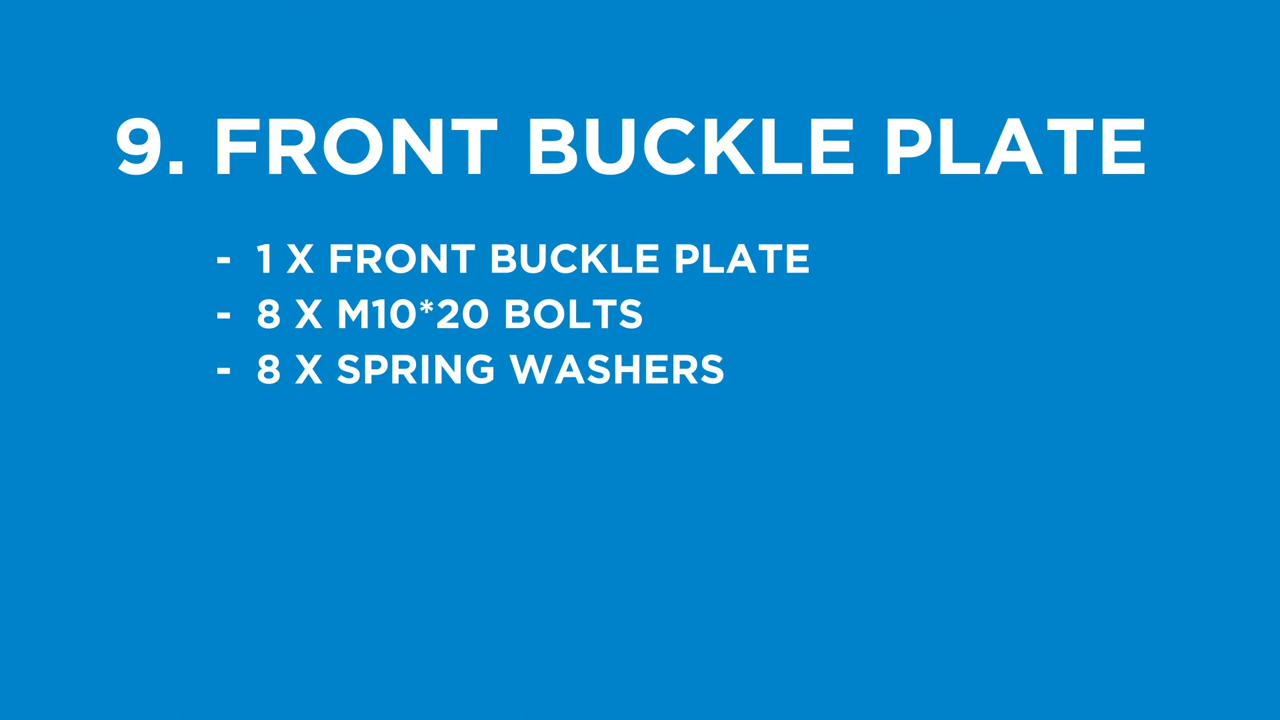 9. FRONT BUCKLE PLATE
- 1 X FRONT BUCKLE PLATE
- 8 X M10*20 BOLTS
- 8 X SPRING WASHERS